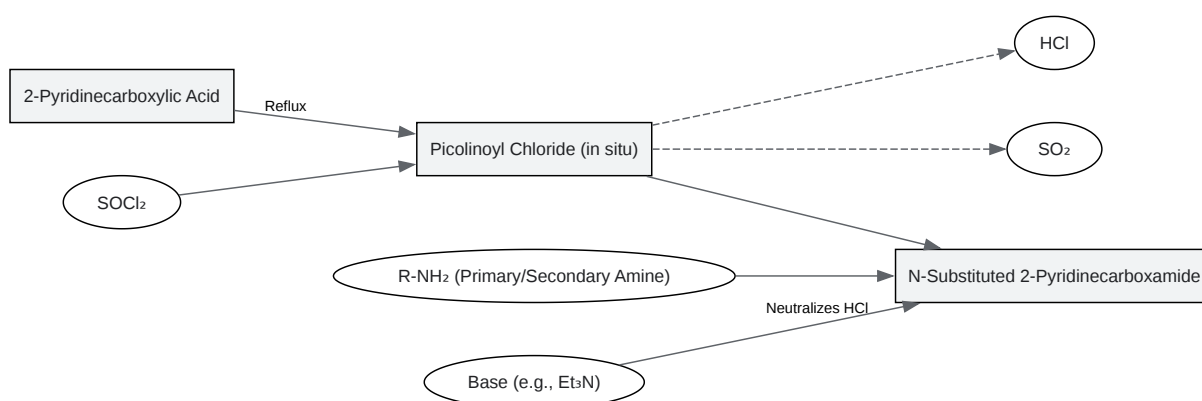 HCl
2-Pyridinecarboxylic Acid
Reflux
Picolinoyl Chloride (in situ)
SO₂
SOCl₂
R-NH₂ (Primary/Secondary Amine)
N-Substituted 2-Pyridinecarboxamide
Neutralizes HCl
Base (e.g., Et₃N)